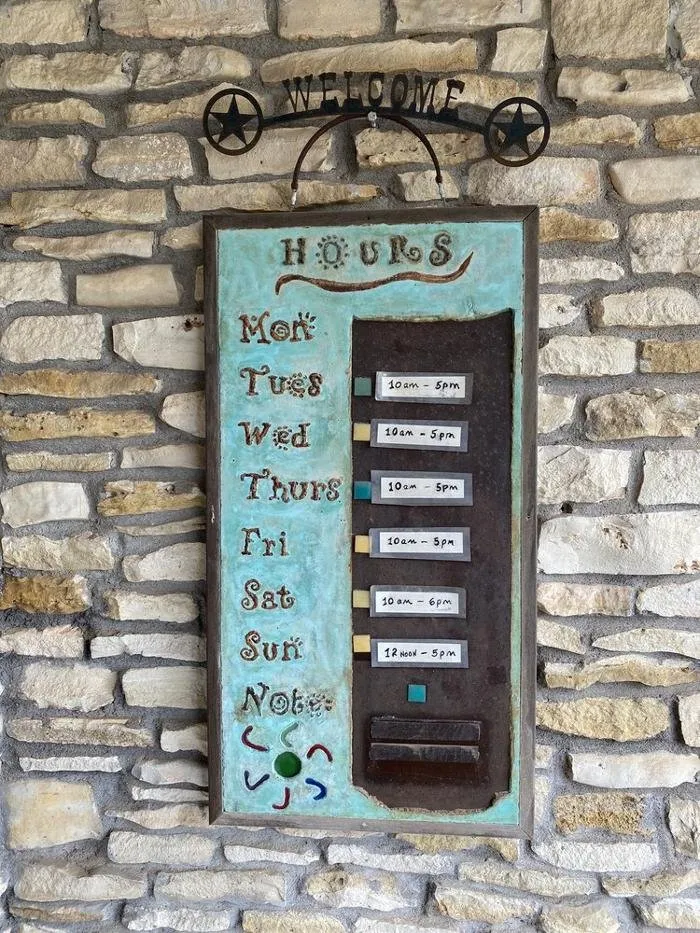 WELCOME
HOURS
Mon
Tues 10am - 5pm
Wed 10am - 5pm
Thurs 10am - 5pm
Fri 10am - 5pm
Sat 10am - 6pm
Sun 12 NOON - 5pm
Note: